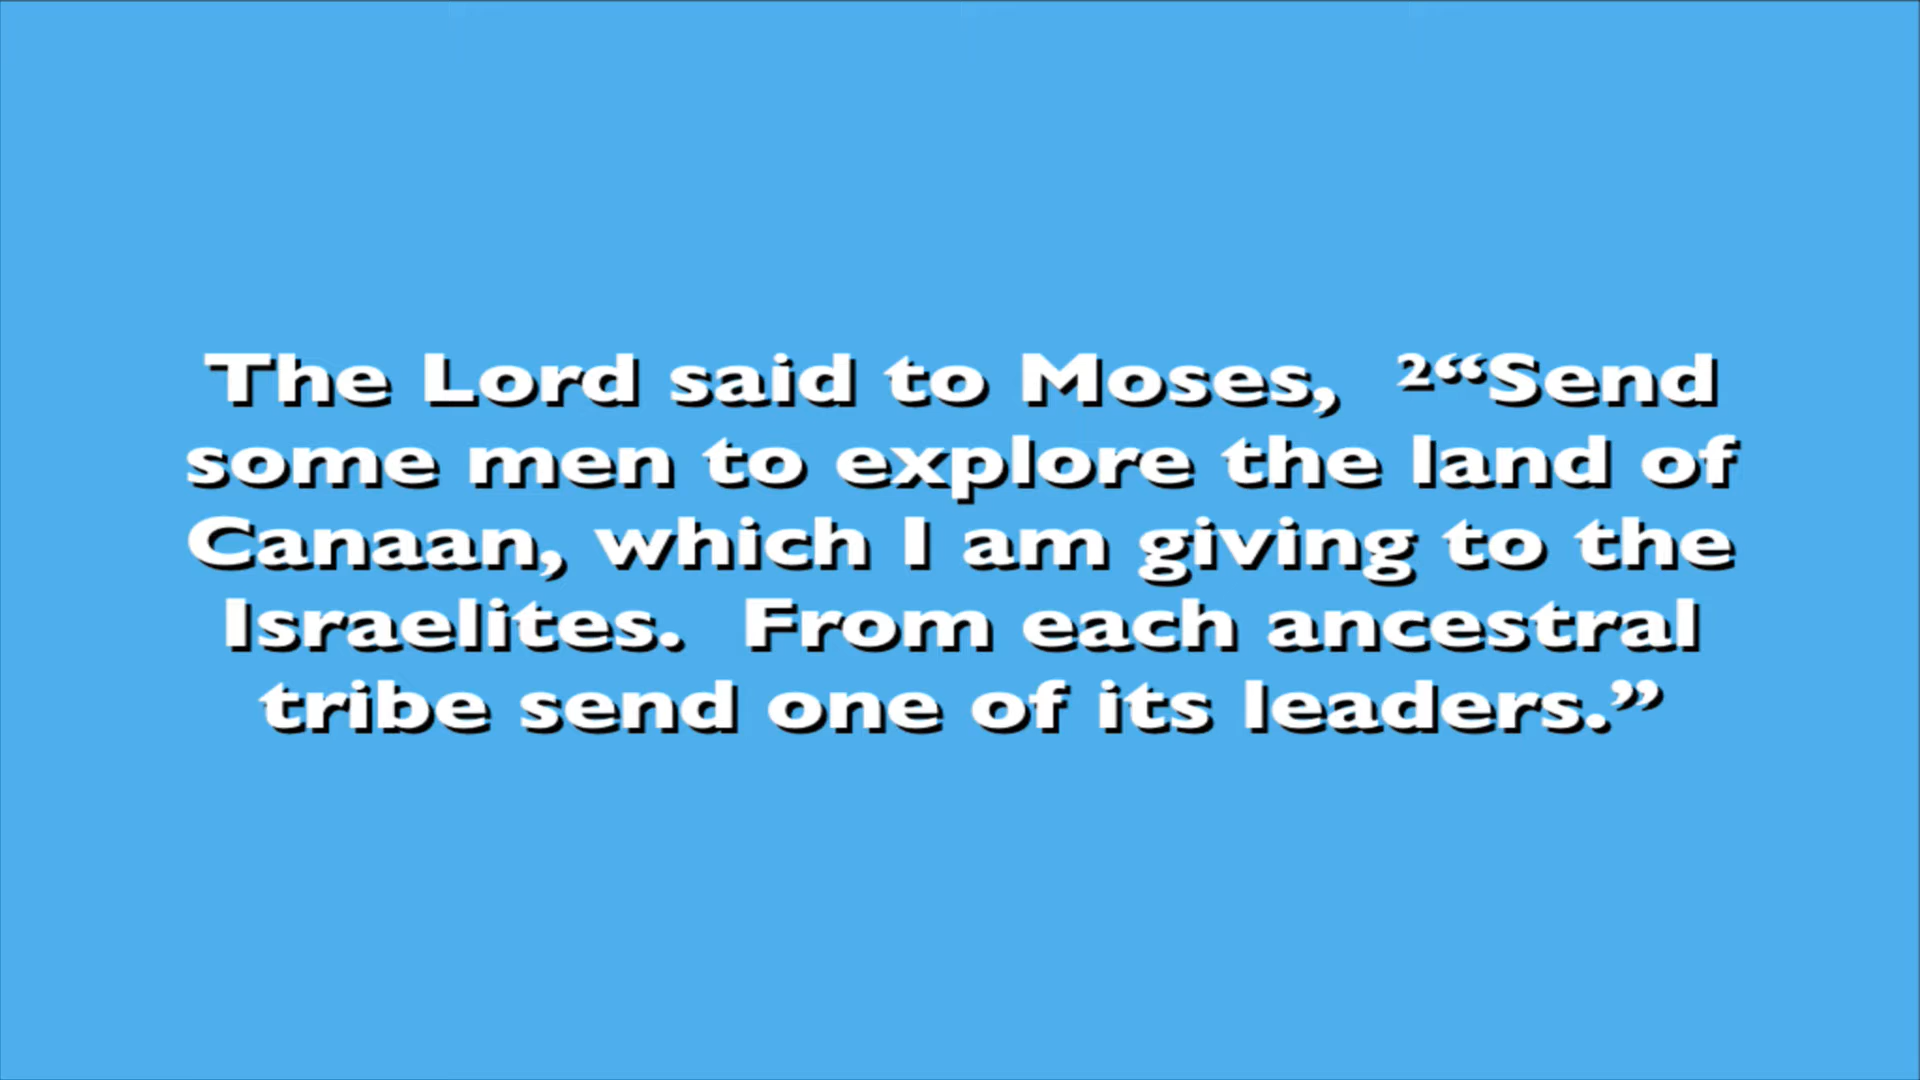 The Lord said to Moses,  ²“Send
some men to explore the land of
Canaan, which I am giving to the
Israelites.  From each ancestral
tribe send one of its leaders.”